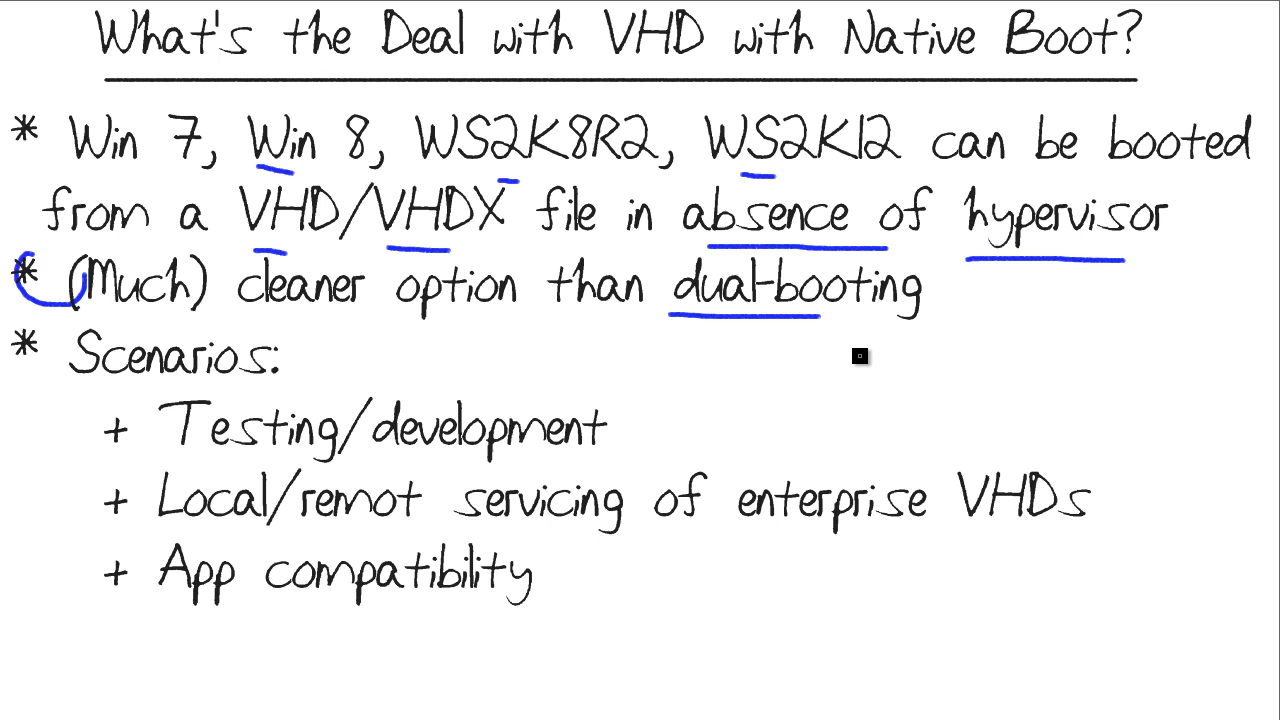 What's the Deal with VHD with Native Boot?
* Win 7, Win 8, WS2K8R2, WS2K12 can be booted
from a VHD/VHDX file in absence of hypervisor
* (Much) cleaner option than dual-booting
* Scenarios:
+ Testing/development
+ Local/remot servicing of enterprise VHDs
+ App compatibility